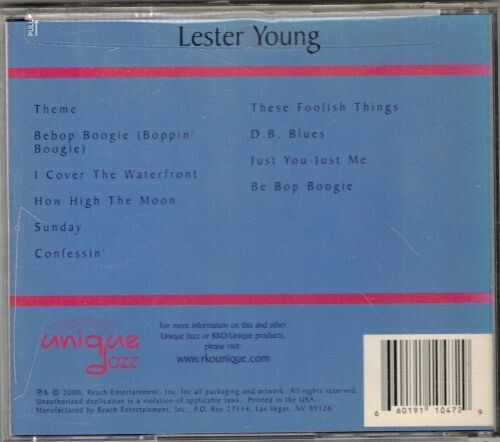 PULL
Lester Young
Theme
Bebop Boogie (Boppin'
Boogie)
I Cover The Waterfront
How High The Moon
Sunday
Confessin'
These Foolish Things
D.B. Blues
Just You Just Me
Be Bop Boogie
unique
Jazz
For more information on this and other
Unique Jazz or RKO/Unique products,
please visit:
www.rkounique.com
℗& © 2000, Reach Entertainment, Inc. for all packaging and artwork. All rights reserved.
Unauthorized duplication is a violation of applicable laws. Printed in the USA.
Manufactured by Reach Entertainment, Inc., P.O. Box 27114, Las Vegas, NV 89126.
6 60191 10472 9